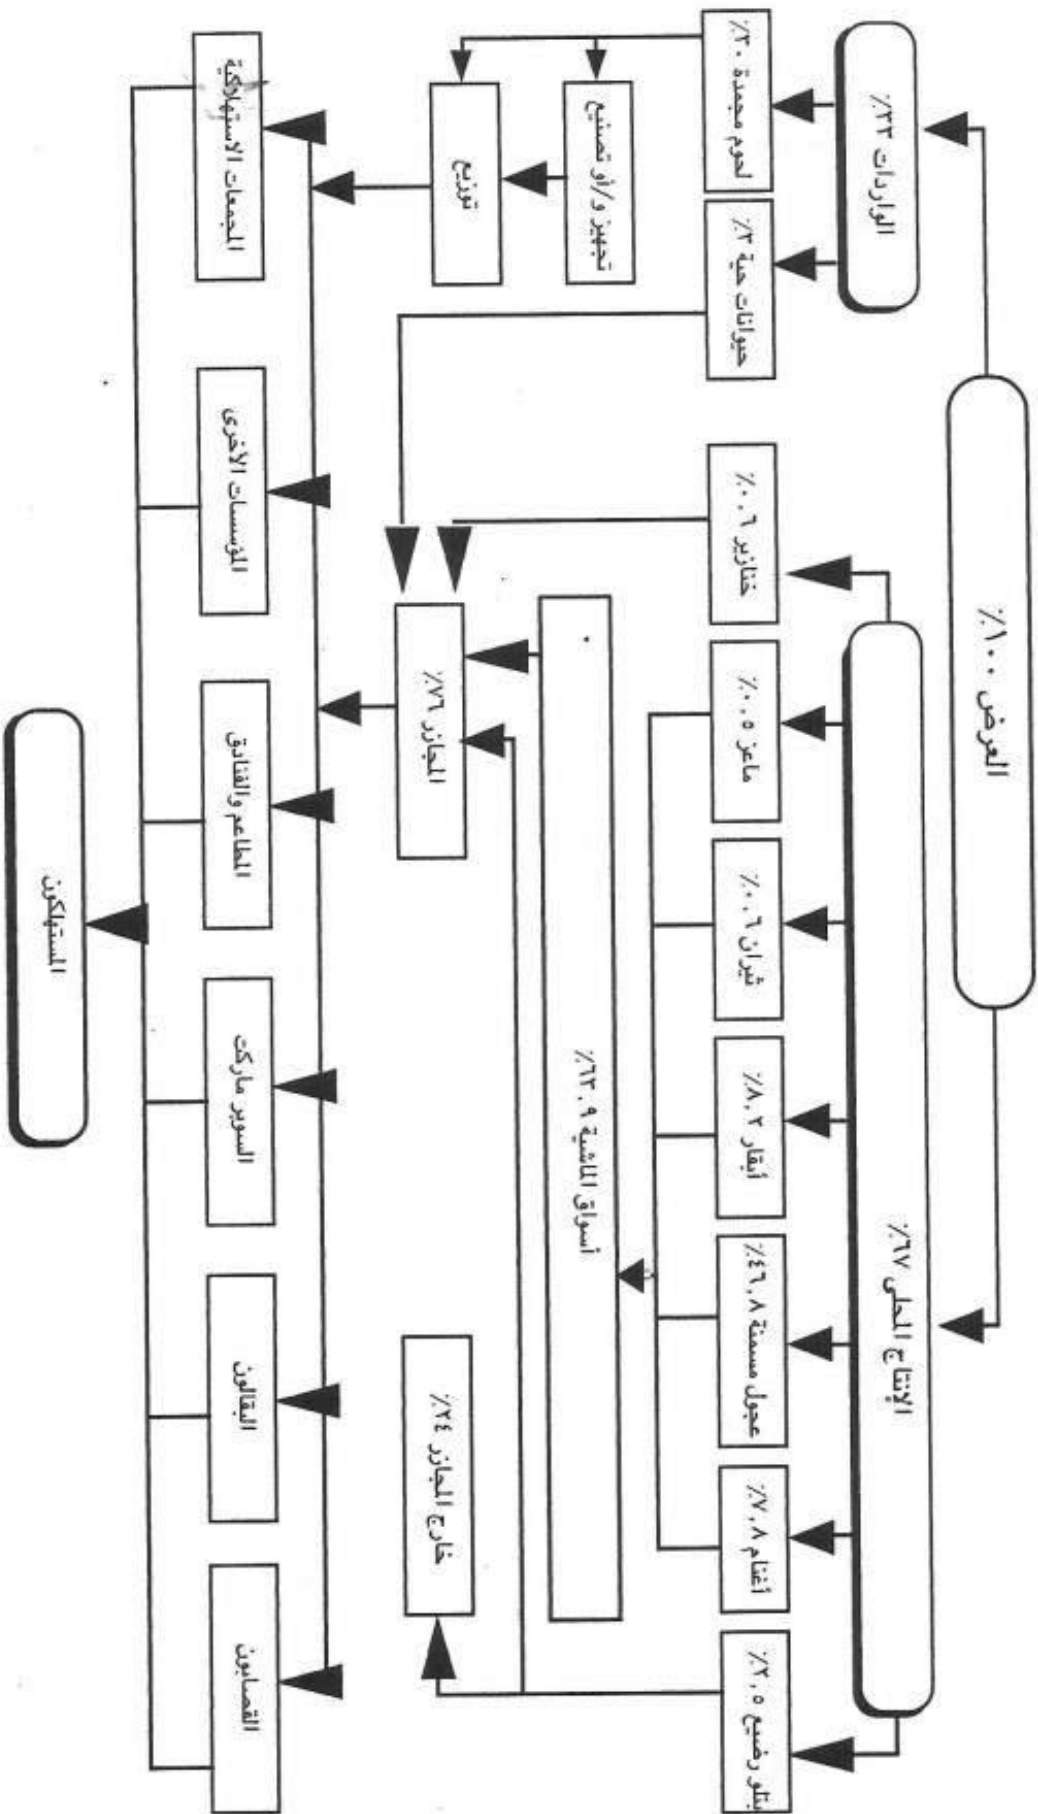 العرض ١٠٠٪
الواردات ٣٣٪
الإنتاج المحلى ٦٧٪
لحوم مجمدة ٣٠٪
حيوانات حية ٣٪
خنازير ٠,٦٪
ماعز ٠,٥٪
ثيران ٠,٦٪
أبقار ٨,٢٪
عجول مسمنة ٤٦,٨٪
أغنام ٧,٨٪
بتلو رضيع ٢,٥٪
تجهيز و/أو تصنيع
توزيع
أسواق الماشية ٦٣,٩٪
المجازر ٧٦٪
خارج المجازر ٢٤٪
المجمعات الاستهلاكية
المؤسسات الأخرى
المطاعم والفنادق
السوبر ماركت
البقالون
القصابون
المستهلكون